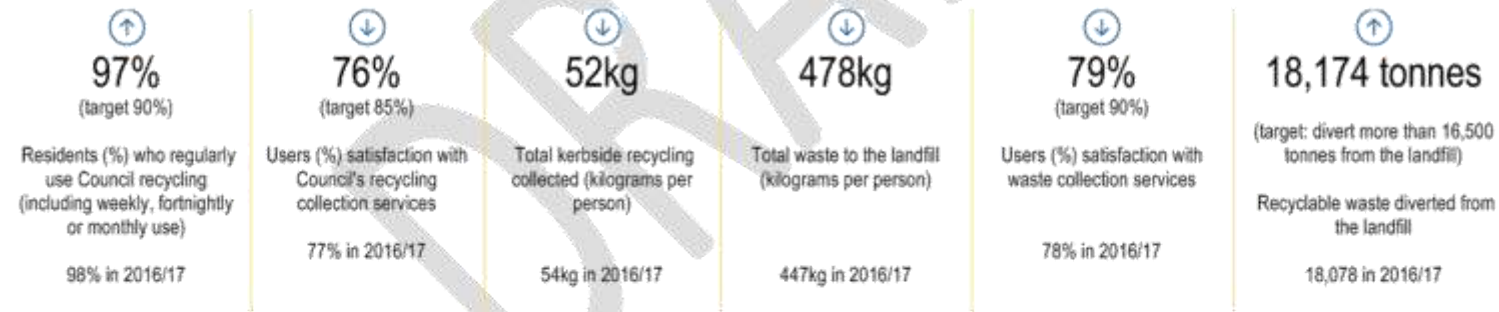 97%
(target 90%)
Residents (%) who regularly
use Council recycling
(including weekly, fortnightly
or monthly use)
98% in 2016/17
76%
(target 85%)
Users (%) satisfaction with
Council's recycling
collection services
77% in 2016/17
52kg
Total kerbside recycling
collected (kilograms per
person)
54kg in 2016/17
478kg
Total waste to the landfill
(kilograms per person)
447kg in 2016/17
79%
(target 90%)
Users (%) satisfaction with
waste collection services
78% in 2016/17
18,174 tonnes
(target: divert more than 16,500
tonnes from the landfill)
Recyclable waste diverted from
the landfill
18,078 in 2016/17